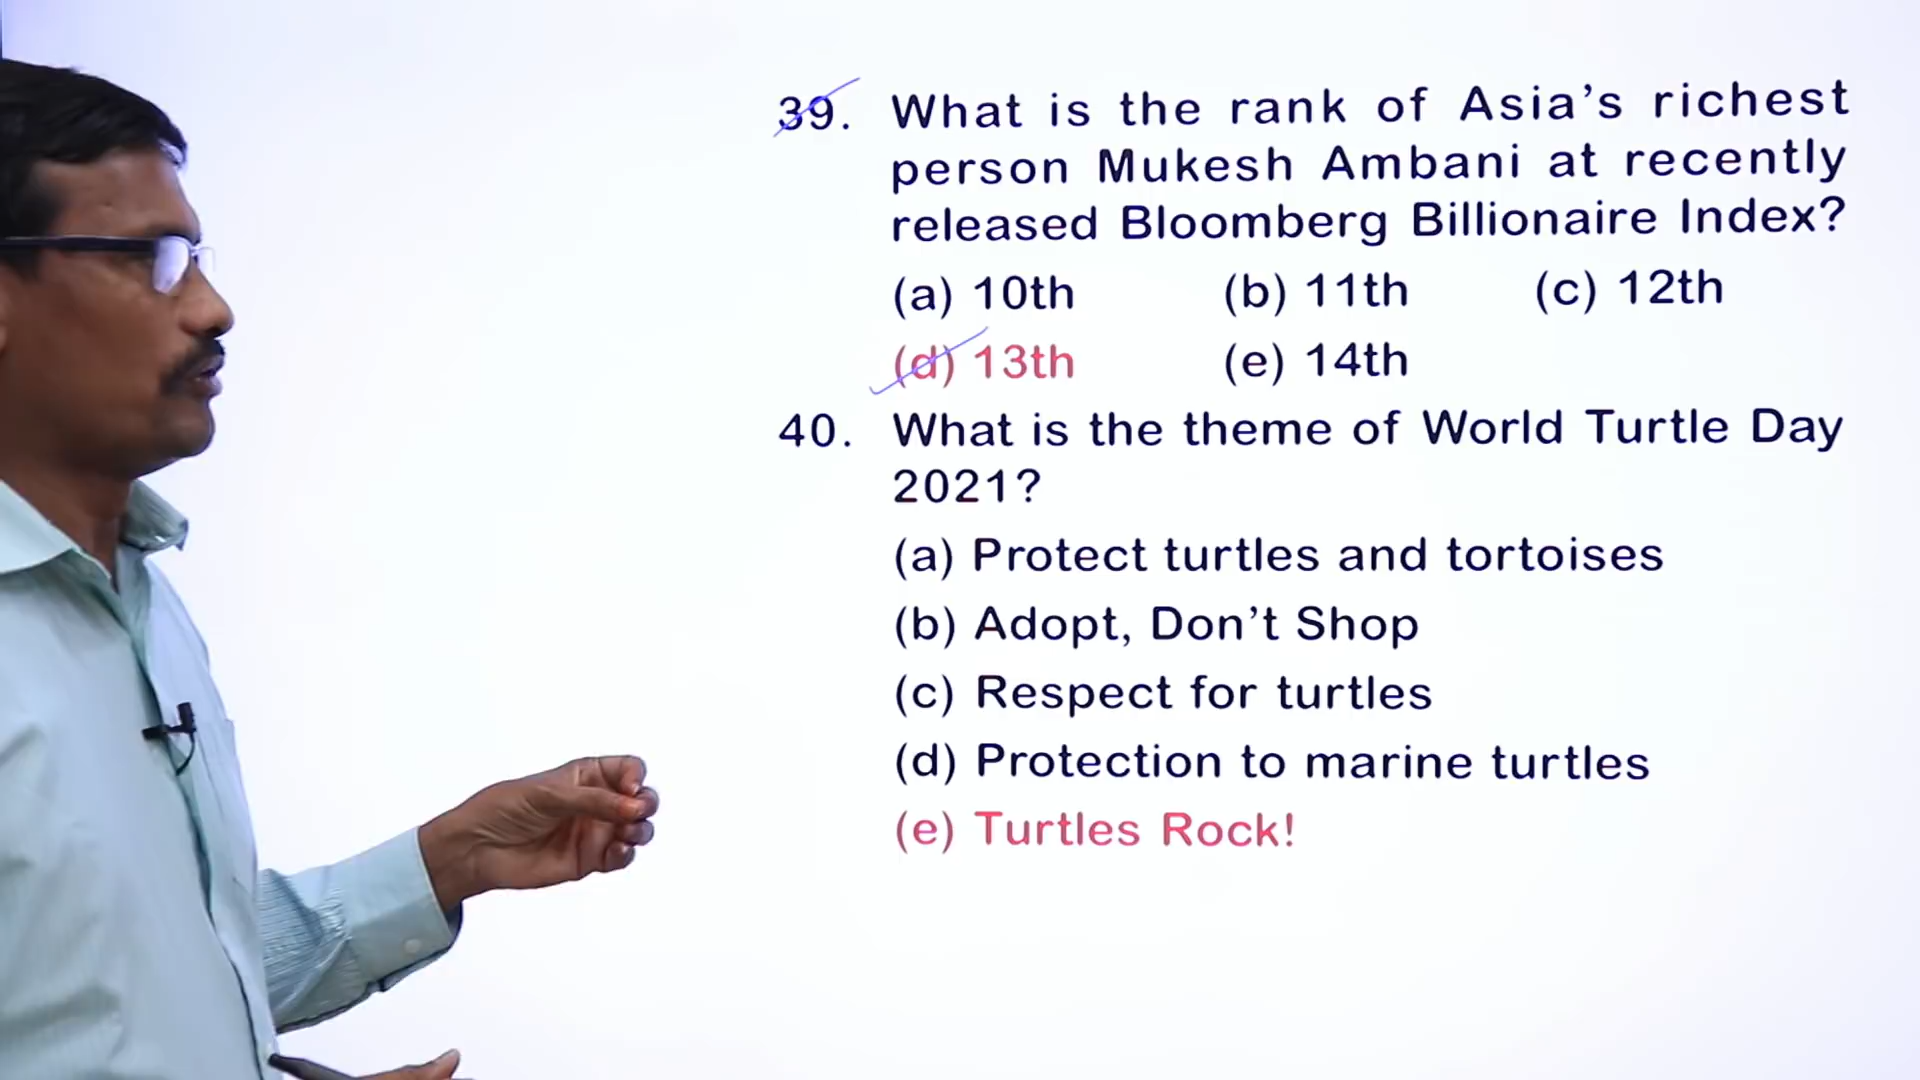 39. What is the rank of Asia’s richest
person Mukesh Ambani at recently
released Bloomberg Billionaire Index?
(a) 10th (b) 11th (c) 12th
(d) 13th (e) 14th
40. What is the theme of World Turtle Day
2021?
(a) Protect turtles and tortoises
(b) Adopt, Don’t Shop
(c) Respect for turtles
(d) Protection to marine turtles
(e) Turtles Rock!